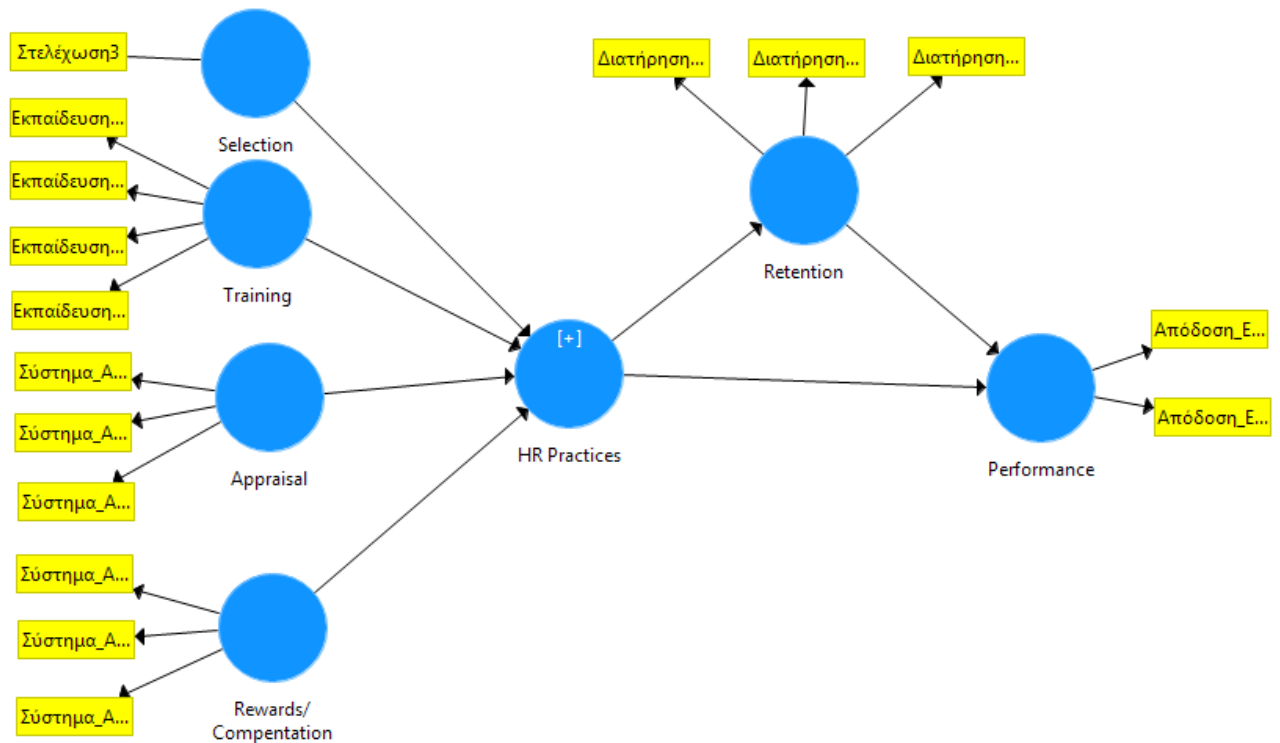 Στελέχωση3
Selection
Εκπαίδευση...
Εκπαίδευση...
Εκπαίδευση...
Εκπαίδευση...
Training
Σύστημα_Α...
Σύστημα_Α...
Σύστημα_Α...
Appraisal
Σύστημα_Α...
Σύστημα_Α...
Σύστημα_Α...
Rewards/
Compentation
[+]
HR Practices
Διατήρηση...
Διατήρηση...
Διατήρηση...
Retention
Απόδοση_Ε...
Απόδοση_Ε...
Performance